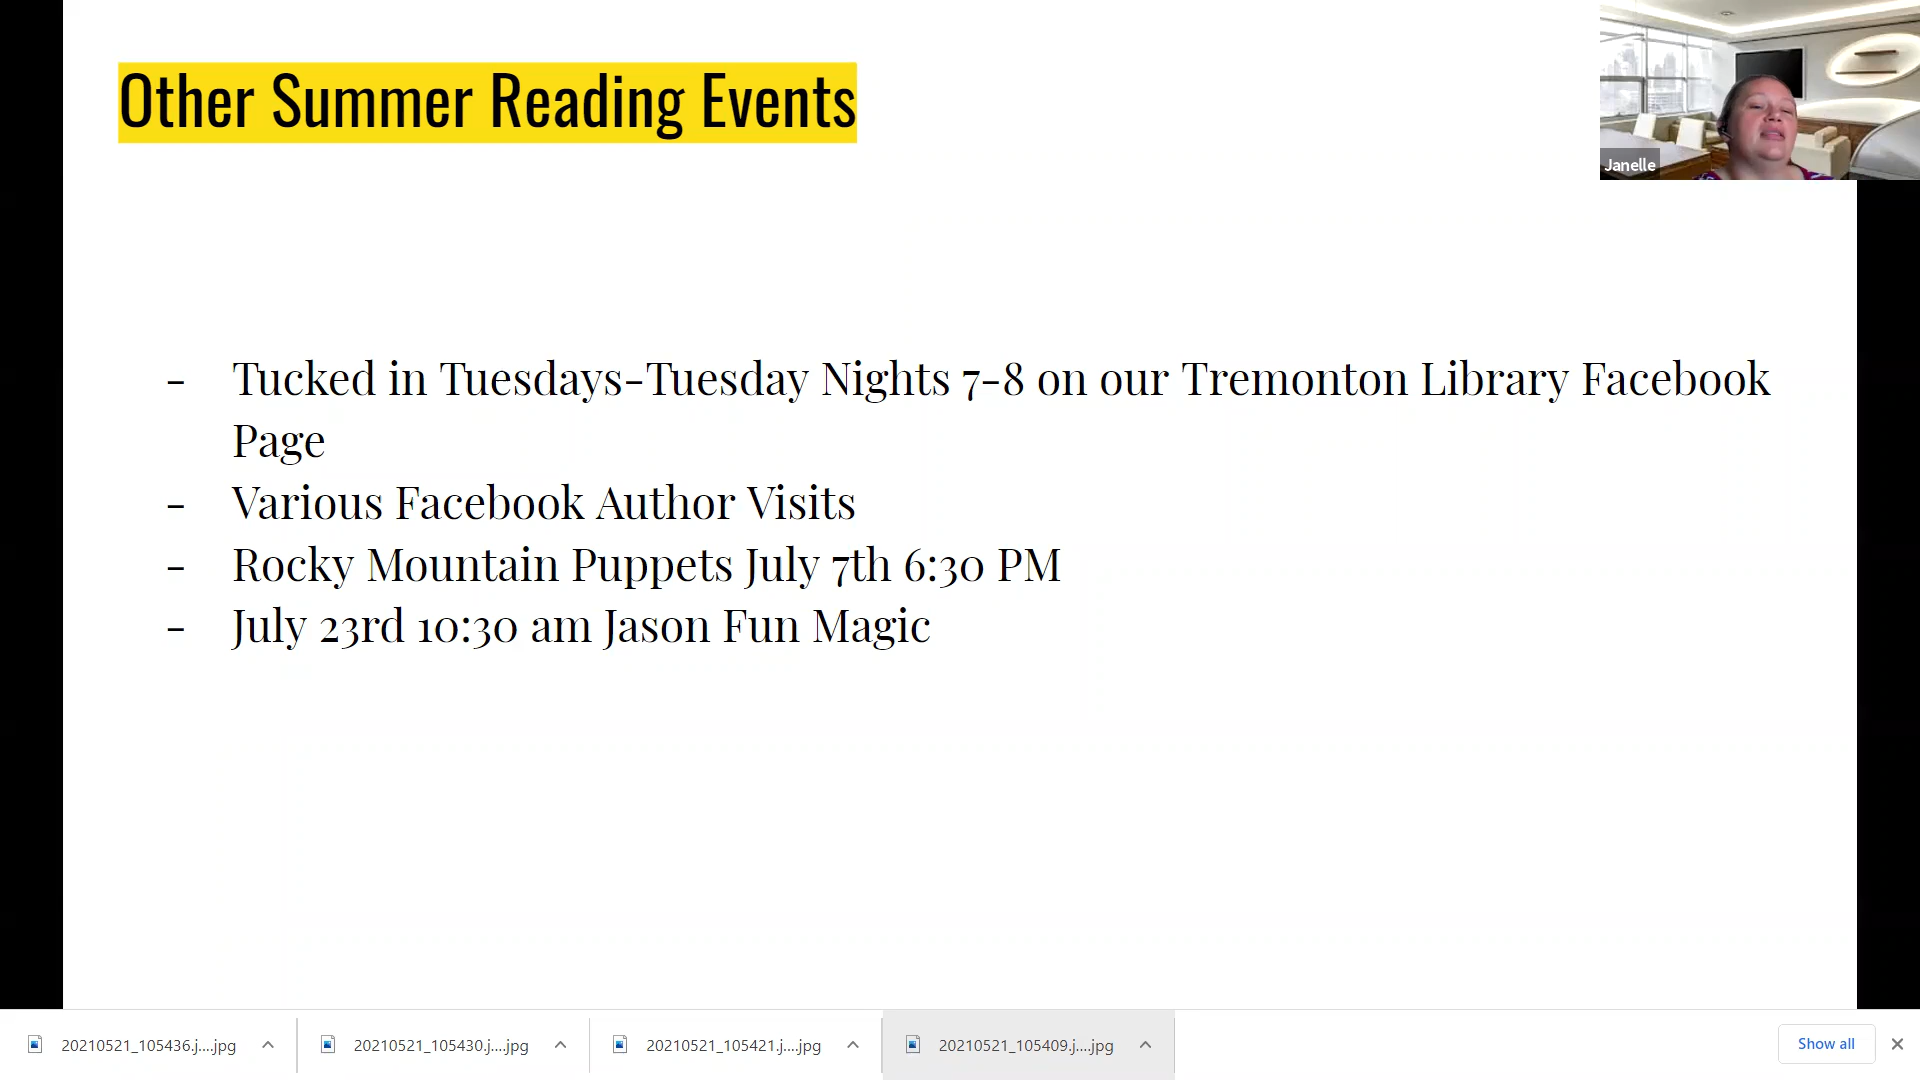 Other Summer Reading Events
Janelle
- Tucked in Tuesdays-Tuesday Nights 7-8 on our Tremonton Library Facebook
Page
- Various Facebook Author Visits
- Rocky Mountain Puppets July 7th 6:30 PM
- July 23rd 10:30 am Jason Fun Magic
20210521_105436.j....jpg
20210521_105430.j....jpg
20210521_105421.j....jpg
20210521_105409.j....jpg
Show all